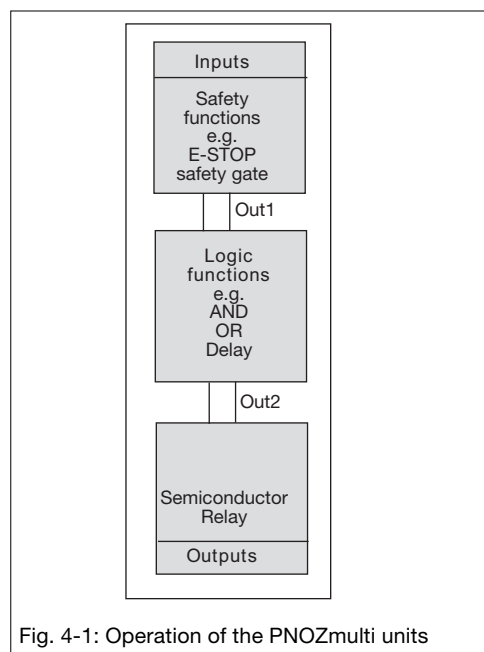 Inputs
Safety
functions
e.g.
E-STOP
safety gate
Out1
Logic
functions
e.g.
AND
OR
Delay
Out2
Semiconductor
Relay
Outputs
Fig. 4-1: Operation of the PNOZmulti units